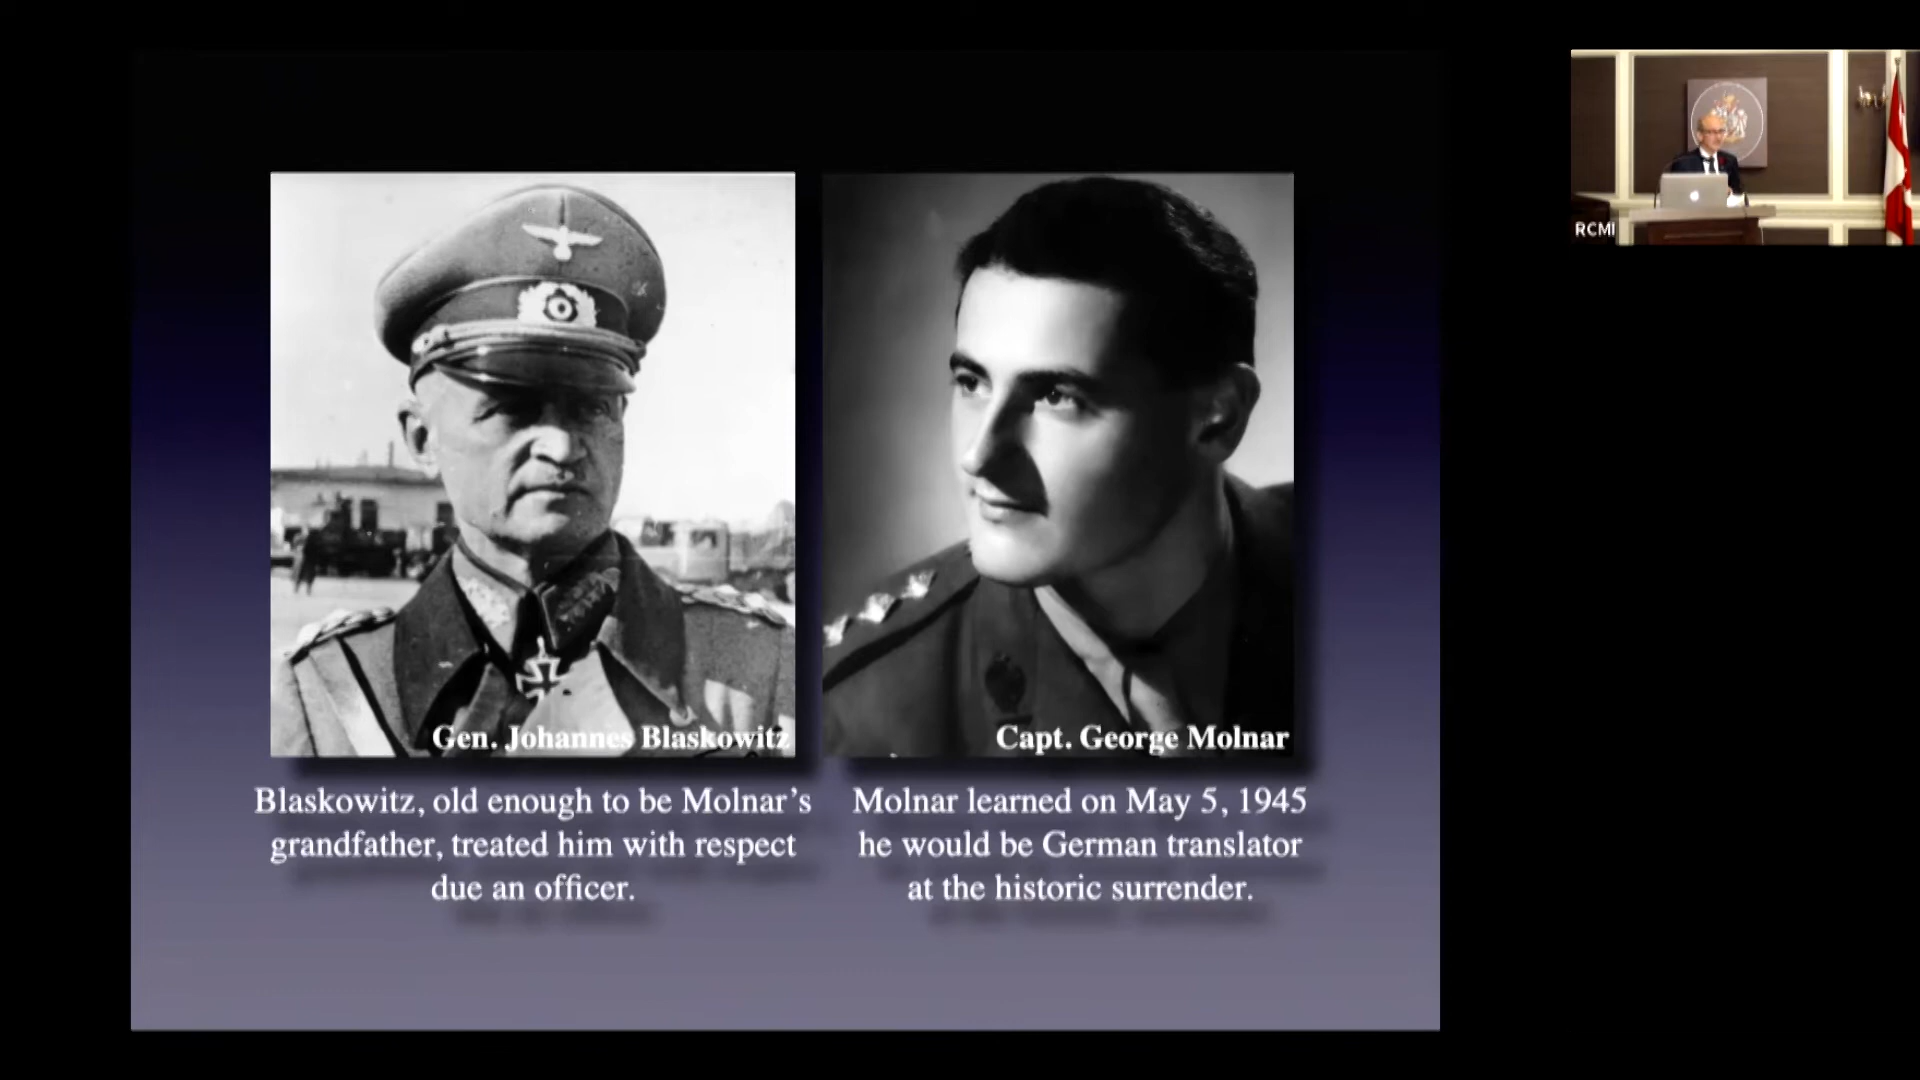 Gen. Johannes Blaskowitz
Capt. George Molnar
Blaskowitz, old enough to be Molnar's
grandfather, treated him with respect
due an officer.
Molnar learned on May 5, 1945
he would be German translator
at the historic surrender.
RCMI